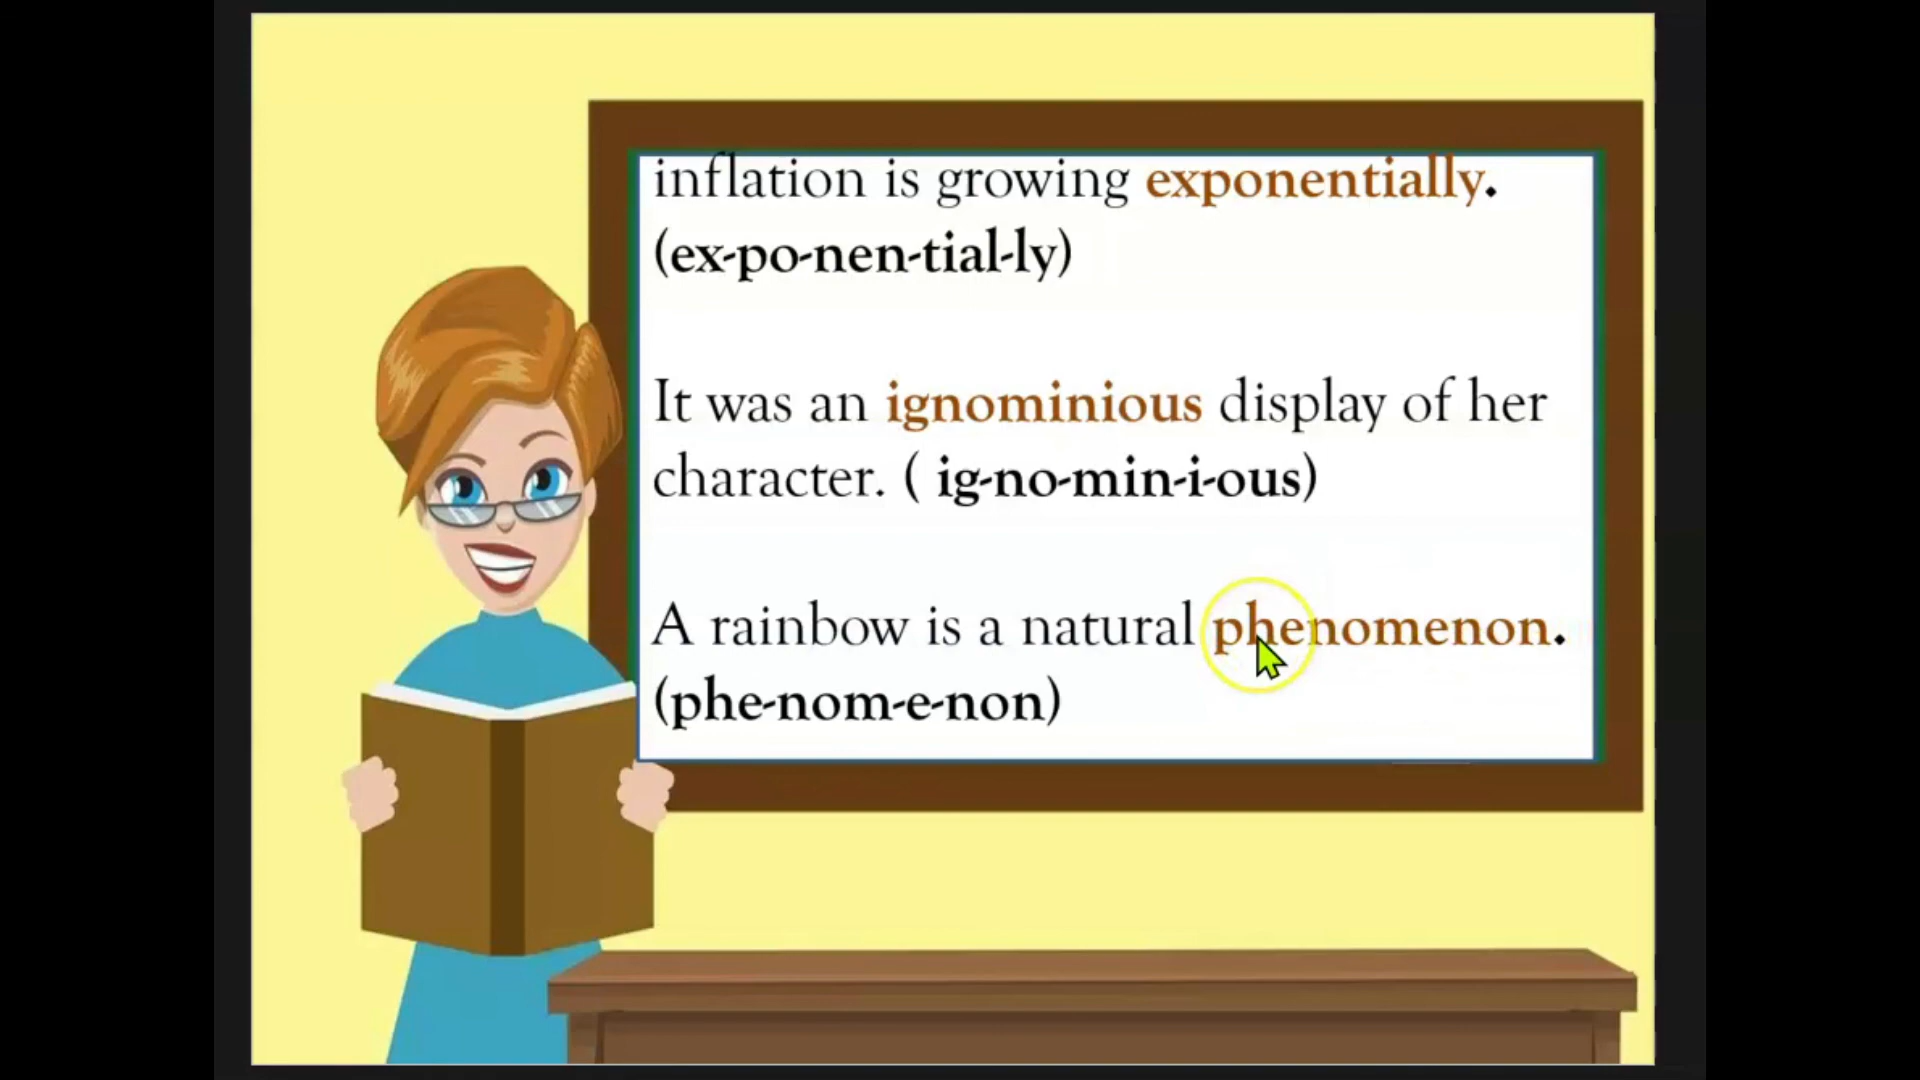 inflation is growing exponentially.
(ex-po-nen-tial-ly)
It was an ignominious display of her
character. ( ig-no-min-i-ous)
A rainbow is a natural phenomenon.
(phe-nom-e-non)